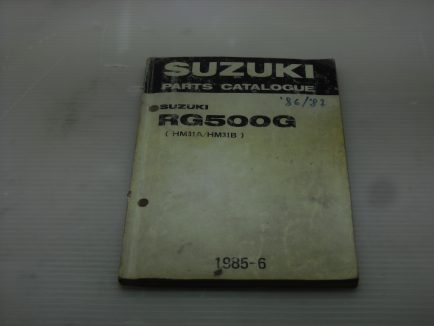 SUZUKI
PARTS CATALOGUE
'86/'87
SUZUKI
RG500G
( HM31A/HM31B )
1985-6